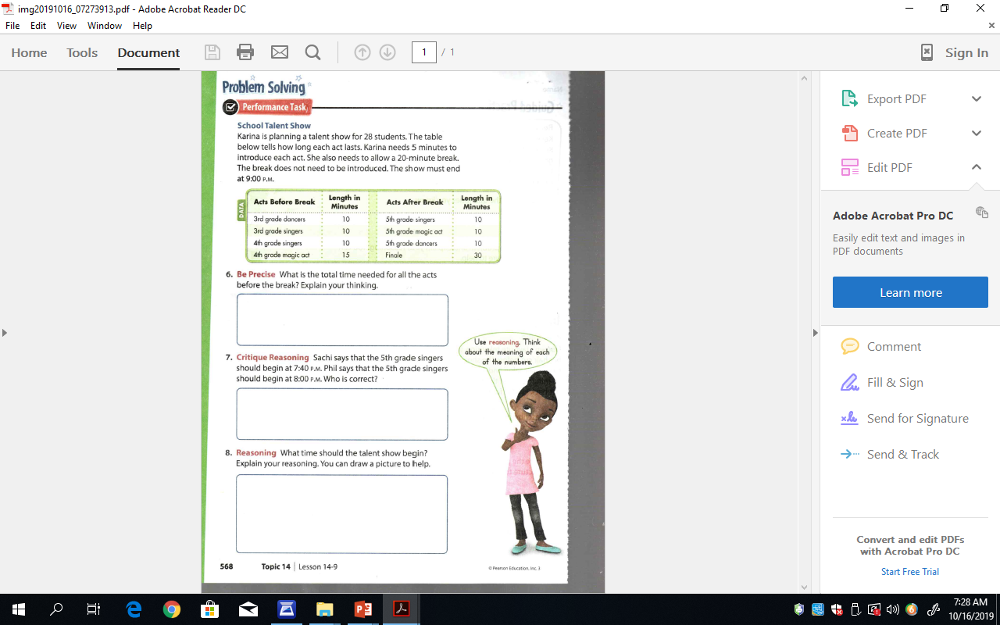 img20191016_07273913.pdf - Adobe Acrobat Reader DC
File Edit View Window Help
Home Tools Document 1 / 1 Sign In
Problem Solving
Performance Task
School Talent Show
Karina is planning a talent show for 28 students. The table
below tells how long each act lasts. Karina needs 5 minutes to
introduce each act. She also needs to allow a 20-minute break.
The break does not need to be introduced. The show must end
at 9:00 P.M.
DATA
Acts Before Break Length in Minutes Acts After Break Length in Minutes
3rd grade dancers 10 5th grade singers 10
3rd grade singers 10 5th grade magic act 10
4th grade singers 10 5th grade dancers 10
4th grade magic act 15 Finale 30
6. Be Precise What is the total time needed for all the acts
before the break? Explain your thinking.
7. Critique Reasoning Sachi says that the 5th grade singers
should begin at 7:40 P.M. Phil says that the 5th grade singers
should begin at 8:00 P.M. Who is correct?
Use reasoning. Think
about the meaning of each
of the numbers.
8. Reasoning What time should the talent show begin?
Explain your reasoning. You can draw a picture to help.
568 Topic 14 | Lesson 14-9
© Pearson Education, Inc. 3
Export PDF
Create PDF
Edit PDF
Adobe Acrobat Pro DC
Easily edit text and images in
PDF documents
Learn more
Comment
Fill & Sign
Send for Signature
Send & Track
Convert and edit PDFs
with Acrobat Pro DC
Start Free Trial
7:28 AM
10/16/2019